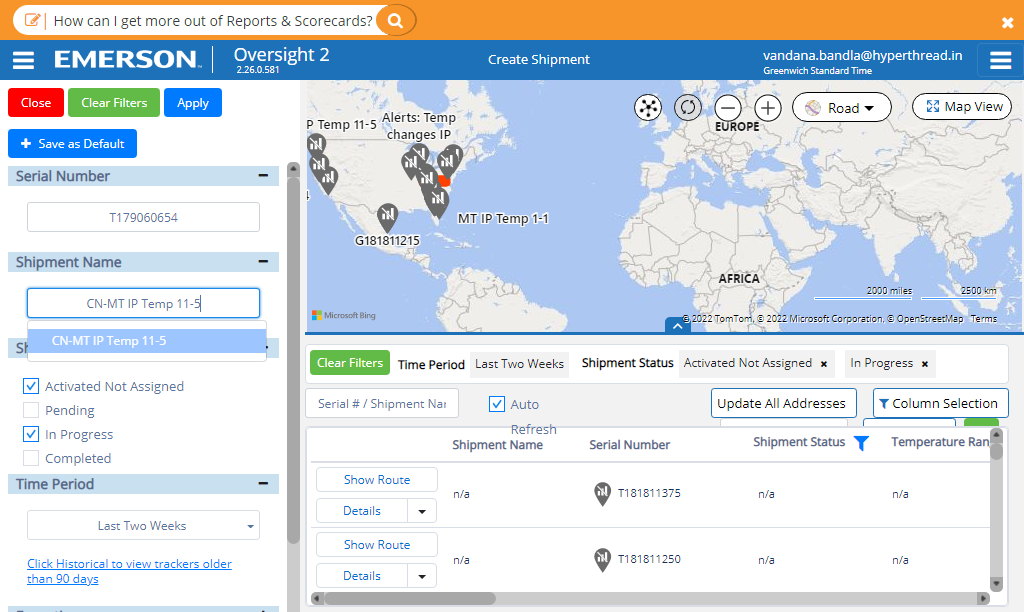 How can I get more out of Reports & Scorecards?
EMERSON
Oversight 2
2.26.0.581
Create Shipment
vandana.bandla@hyperthread.in
Greenwich Standard Time
Close
Clear Filters
Apply
Save as Default
Serial Number
T179060654
Shipment Name
CN-MT IP Temp 11-5
CN-MT IP Temp 11-5
Activated Not Assigned
Pending
In Progress
Completed
Time Period
Last Two Weeks
Click Historical to view trackers older
than 90 days
P Temp 11-5
Alerts: Temp
changes IP
MT IP Temp 1-1
G181811215
EUROPE
AFRICA
Road
Map View
2000 miles
2500 km
Microsoft Bing
© 2022 TomTom, © 2022 Microsoft Corporation, © OpenStreetMap Terms
Clear Filters
Time Period
Last Two Weeks
Shipment Status
Activated Not Assigned ×
In Progress ×
Serial # / Shipment Nar
Auto
Refresh
Update All Addresses
Column Selection
Shipment Name
Serial Number
Shipment Status
Temperature Ran
Show Route
Details
n/a
T181811375
n/a
n/a
Show Route
Details
n/a
T181811250
n/a
n/a